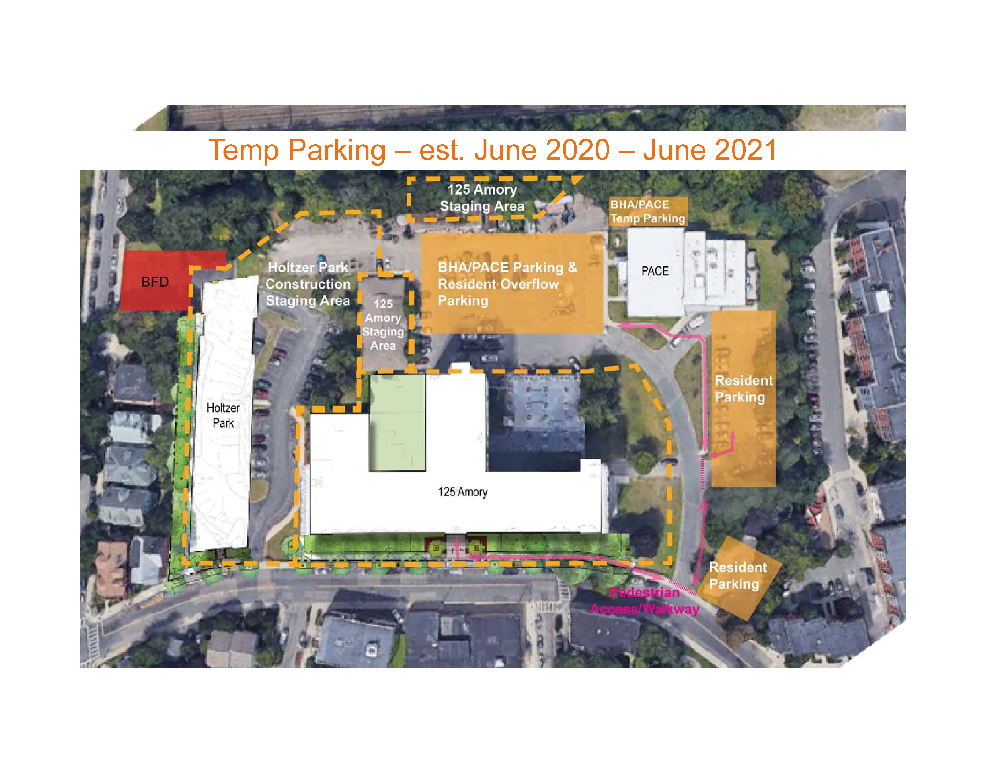 Temp Parking – est. June 2020 – June 2021
125 Amory
Staging Area
BHA/PACE
Temp Parking
BFD
Holtzer Park
Construction
Staging Area
125
Amory
Staging
Area
BHA/PACE Parking &
Resident Overflow
Parking
PACE
Resident
Parking
Holtzer
Park
125 Amory
Resident
Parking
Pedestrian
Access/Walkway